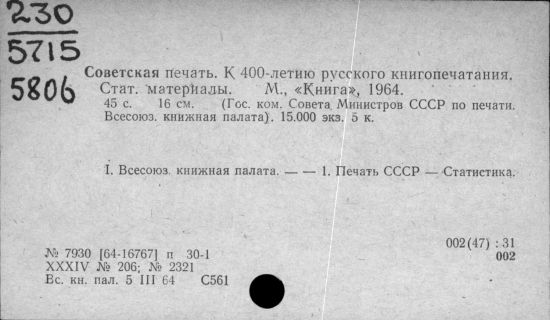 230
5715
5806
Советская печать. К 400-летию русского книгопечатания.
Стат. материалы. М., «Книга», 1964.
45 с. 16 см. (Гос. ком. Совета Министров СССР по печати.
Всесоюз. книжная палата). 15.000 экз. 5 к.
I. Всесоюз. книжная палата. — — 1. Печать СССР — Статистика.
002(47) : 31
002
№ 7930 [64-16767] п 30-1
XXXIV № 206; № 2321
Вс. кн. пал. 5 III 64 С561